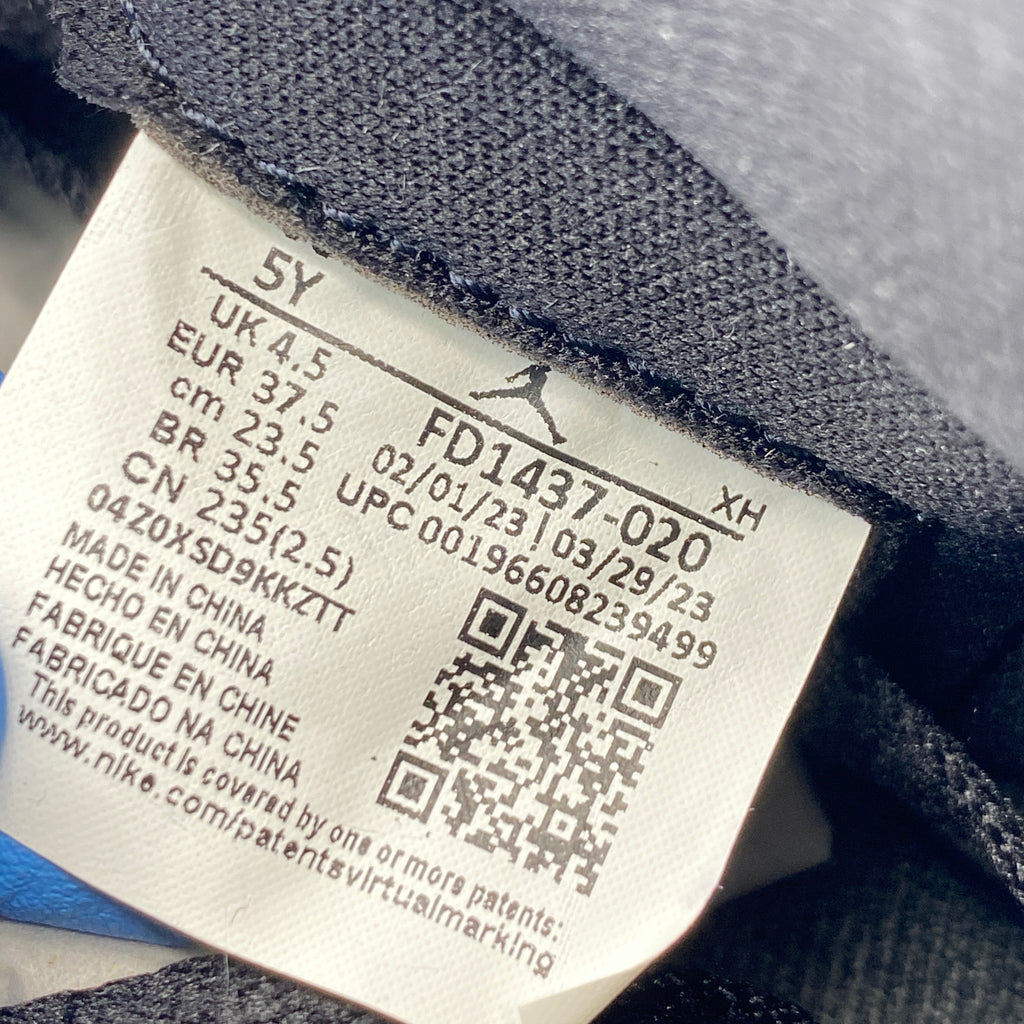 5Y
XH
UK 4.5
EUR 37.5
cm 23.5
BR 35.5
CN 235(2.5)
04Z0XSD9KKZTT
FD1437-020
02/01/23 | 03/29/23
UPC 00196608239499
MADE IN CHINA
HECHO EN CHINA
FABRIQUE EN CHINE
FABRICADO NA CHINA
This product is covered by one or more patents:
www.nike.com/patentsvirtualmarking